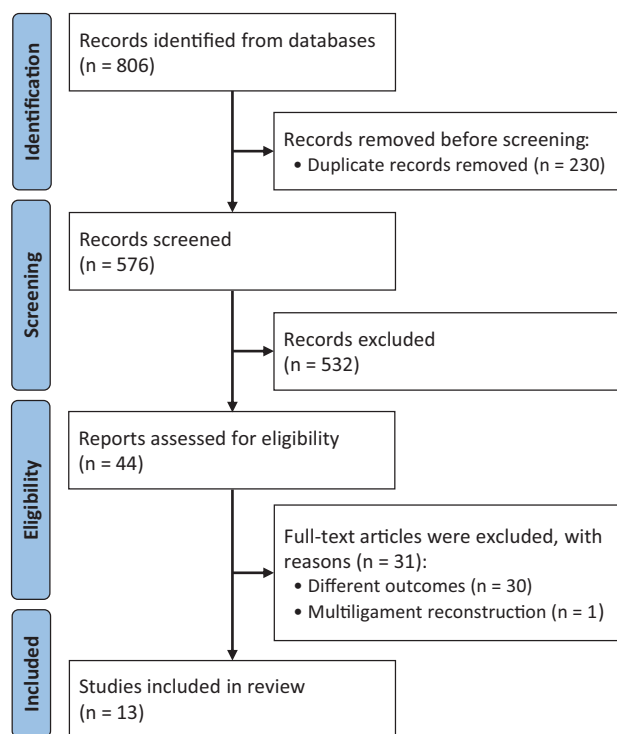 Identification
Records identified from databases
(n = 806)
Records removed before screening:
• Duplicate records removed (n = 230)
Screening
Records screened
(n = 576)
Records excluded
(n = 532)
Eligibility
Reports assessed for eligibility
(n = 44)
Full-text articles were excluded, with
reasons (n = 31):
• Different outcomes (n = 30)
• Multiligament reconstruction (n = 1)
Included
Studies included in review
(n = 13)